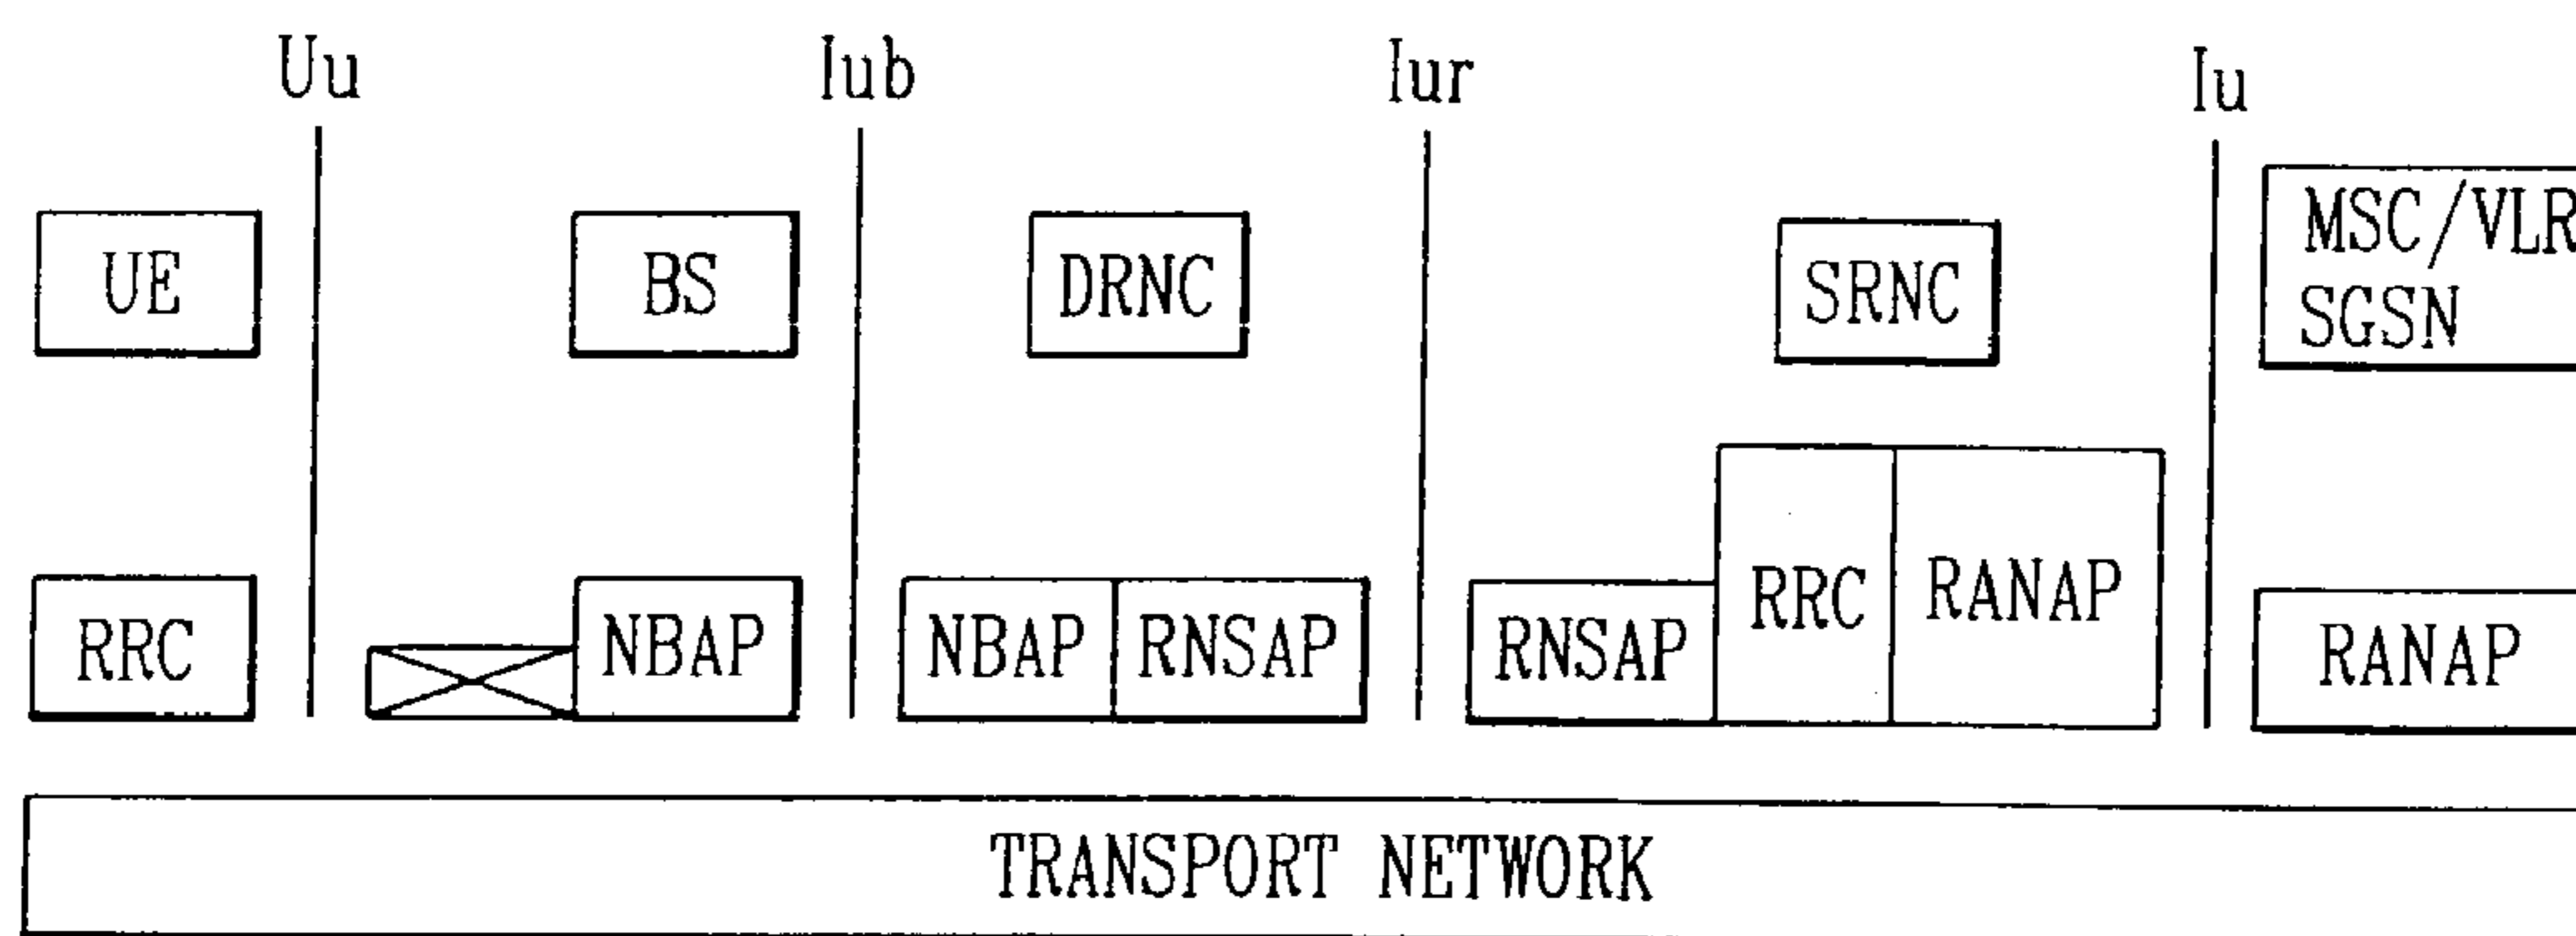 Uu Iub Iur Iu
UE BS DRNC SRNC MSC/VLR
SGSN
RRC NBAP NBAP RNSAP RNSAP RRC RANAP RANAP
TRANSPORT NETWORK